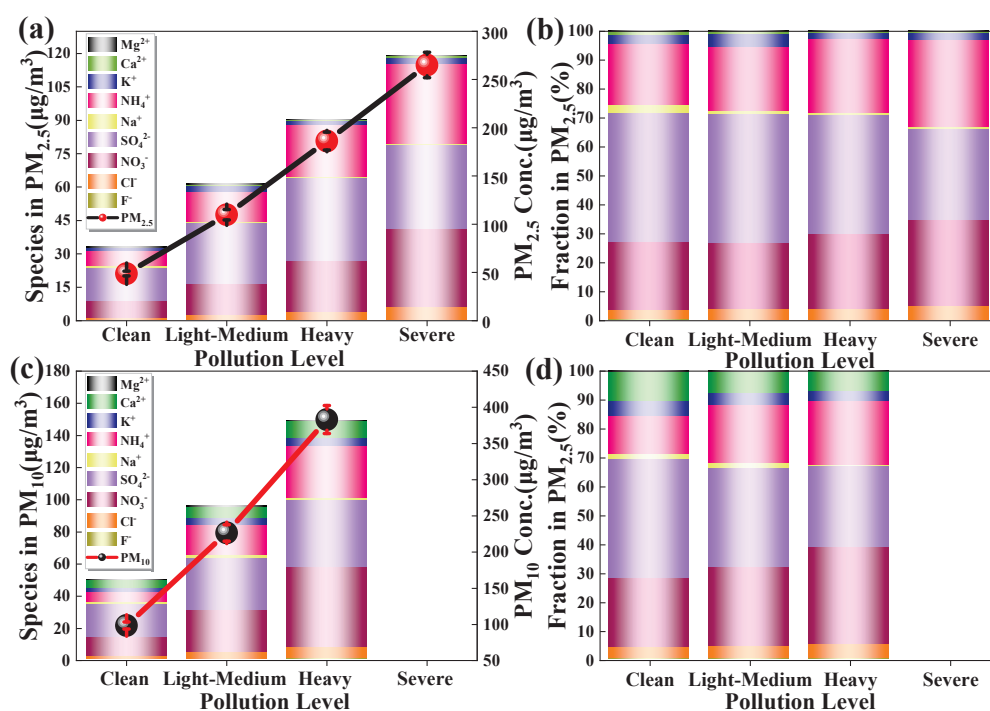 (a)
Species in PM₂.₅(μg/m³)
120
105
90
75
60
45
30
15
0
Mg²⁺
Ca²⁺
K⁺
NH₄⁺
Na⁺
SO₄²⁻
NO₃⁻
Cl⁻
F⁻
PM₂.₅
300
250
200
150
100
50
0
PM₂.₅ Conc.(μg/m³)
Clean Light-Medium Heavy Severe
Pollution Level
(b)
Fraction in PM₂.₅(%)
100
90
80
70
60
50
40
30
20
10
0
Clean Light-Medium Heavy Severe
Pollution Level
(c)
Species in PM₁₀(μg/m³)
180
160
140
120
100
80
60
40
20
0
Mg²⁺
Ca²⁺
K⁺
NH₄⁺
Na⁺
SO₄²⁻
NO₃⁻
Cl⁻
F⁻
PM₁₀
450
400
350
300
250
200
150
100
50
PM₁₀ Conc.(μg/m³)
Clean Light-Medium Heavy Severe
Pollution Level
(d)
Fraction in PM₂.₅(%)
100
90
80
70
60
50
40
30
20
10
0
Clean Light-Medium Heavy Severe
Pollution Level